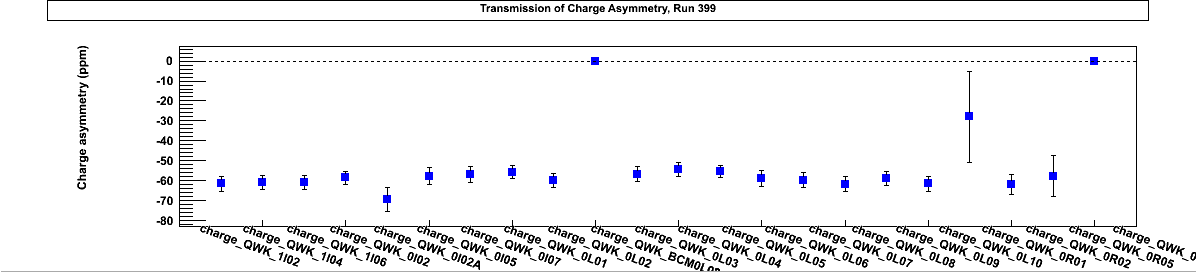 Transmission of Charge Asymmetry, Run 399
Charge asymmetry (ppm)
0
-10
-20
-30
-40
-50
-60
-70
-80
charge_QWK_1I02
charge_QWK_1I04
charge_QWK_1I06
charge_QWK_0I02
charge_QWK_0I02A
charge_QWK_0I05
charge_QWK_0I07
charge_QWK_0L01
charge_QWK_0L02
charge_QWK_BCM0L02
charge_QWK_0L03
charge_QWK_0L04
charge_QWK_0L05
charge_QWK_0L06
charge_QWK_0L07
charge_QWK_0L08
charge_QWK_0L09
charge_QWK_0L10
charge_QWK_0R01
charge_QWK_0R02
charge_QWK_0R05
charge_QWK_0